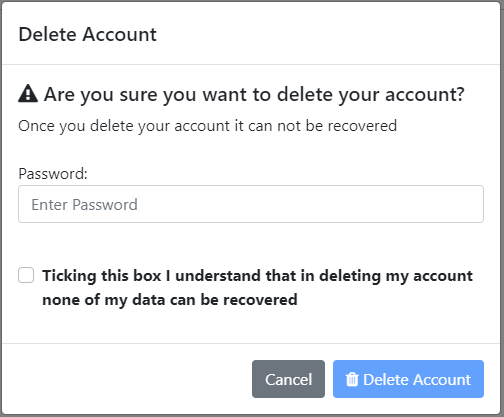 Delete Account
Are you sure you want to delete your account?
Once you delete your account it can not be recovered
Password:
Enter Password
Ticking this box I understand that in deleting my account
none of my data can be recovered
Cancel
Delete Account